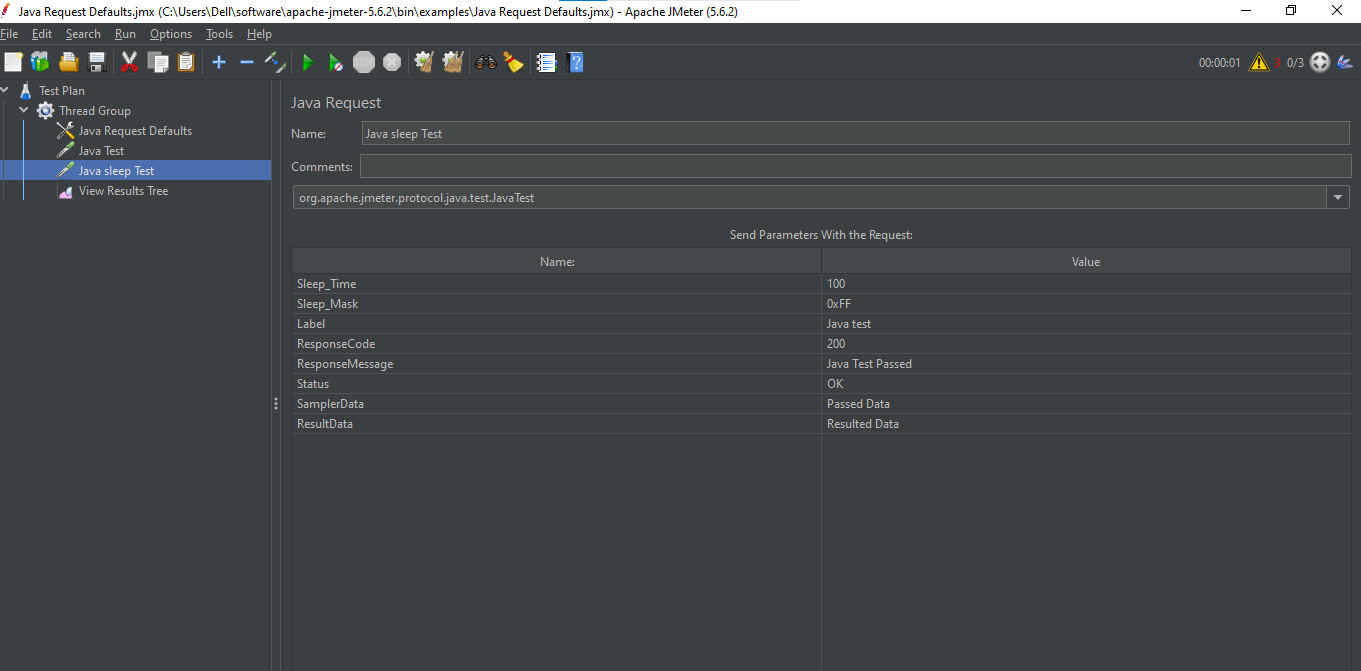 Java Request Defaults.jmx (C:\Users\Dell\software\apache-jmeter-5.6.2\bin\examples\Java Request Defaults.jmx) - Apache JMeter (5.6.2)
File Edit Search Run Options Tools Help
STOP
00:00:01 3 0/3
Test Plan
Thread Group
Java Request Defaults
Java Test
Java sleep Test
View Results Tree
Java Request
Name: Java sleep Test
Comments:
org.apache.jmeter.protocol.java.test.JavaTest
Send Parameters With the Request:
Name: Value
Sleep_Time 100
Sleep_Mask 0xFF
Label Java test
ResponseCode 200
ResponseMessage Java Test Passed
Status OK
SamplerData Passed Data
ResultData Resulted Data